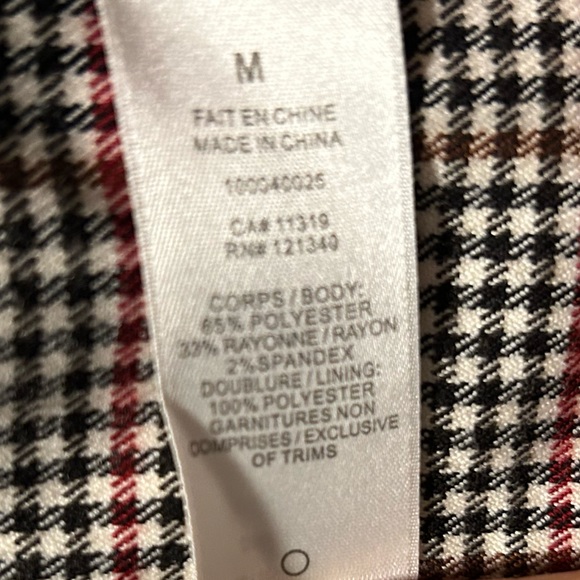 M
FAIT EN CHINE
MADE IN CHINA
100040025
CA# 11319
RN# 121340
CORPS / BODY:
65% POLYESTER
33% RAYONNE / RAYON
2% SPANDEX
DOUBLURE / LINING:
100% POLYESTER
GARNITURES NON
COMPRISES / EXCLUSIVE
OF TRIMS